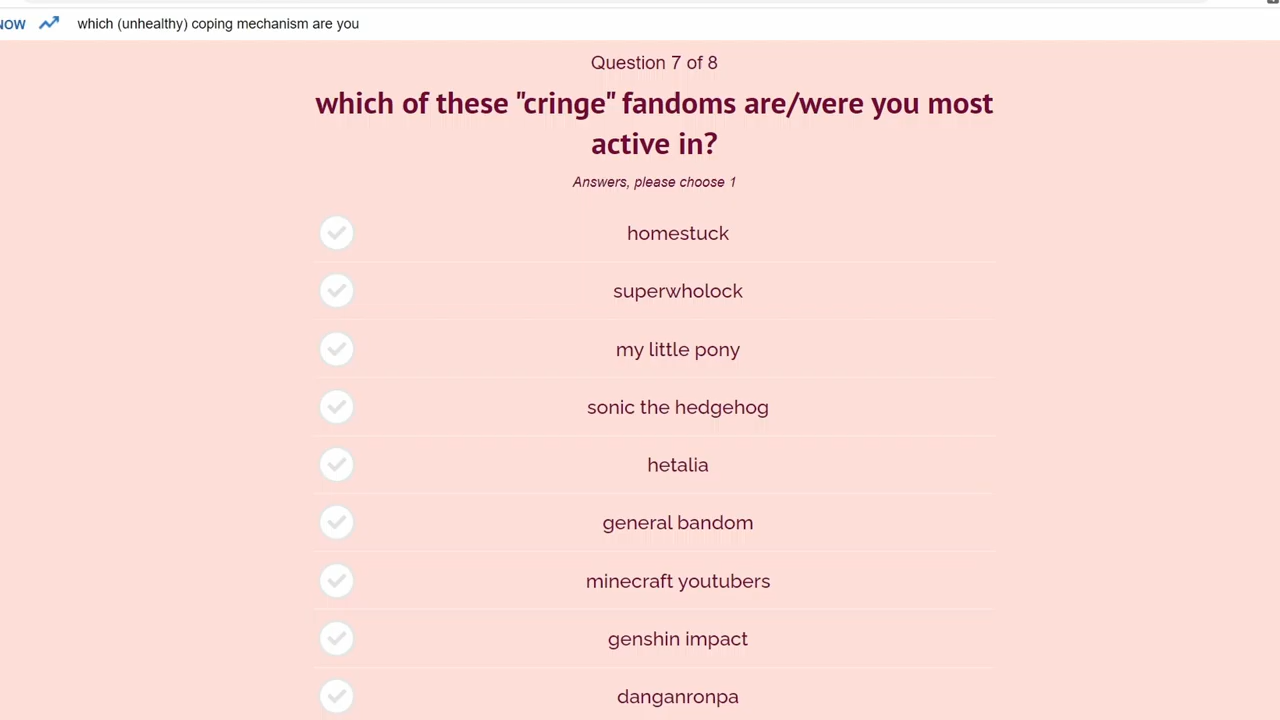 NOW which (unhealthy) coping mechanism are you
Question 7 of 8
which of these "cringe" fandoms are/were you most
active in?
Answers, please choose 1
homestuck
superwholock
my little pony
sonic the hedgehog
hetalia
general bandom
minecraft youtubers
genshin impact
danganronpa